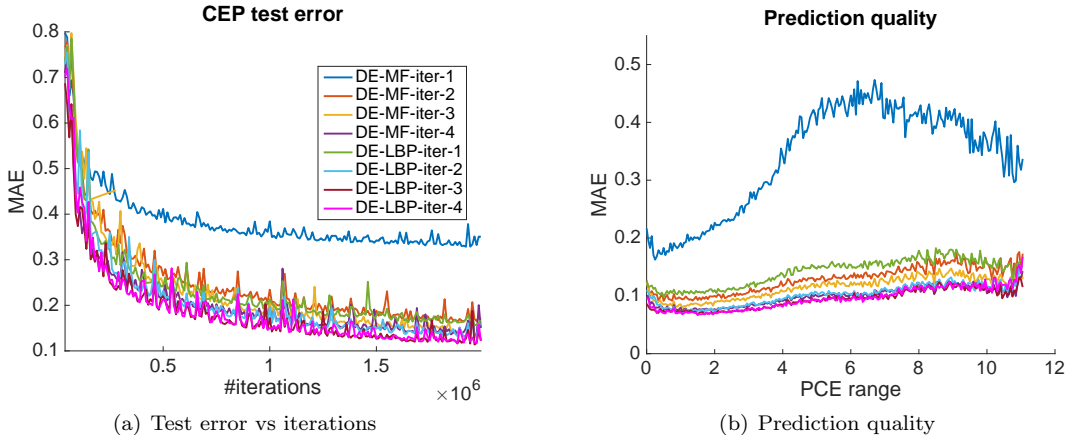 CEP test error
0.8
0.7
0.6
0.5
0.4
0.3
0.2
0.1
MAE
DE-MF-iter-1
DE-MF-iter-2
DE-MF-iter-3
DE-MF-iter-4
DE-LBP-iter-1
DE-LBP-iter-2
DE-LBP-iter-3
DE-LBP-iter-4
0.5 1 1.5
#iterations
×10^6
(a) Test error vs iterations
Prediction quality
0.5
0.4
0.3
0.2
0.1
0
MAE
0 2 4 6 8 10 12
PCE range
(b) Prediction quality